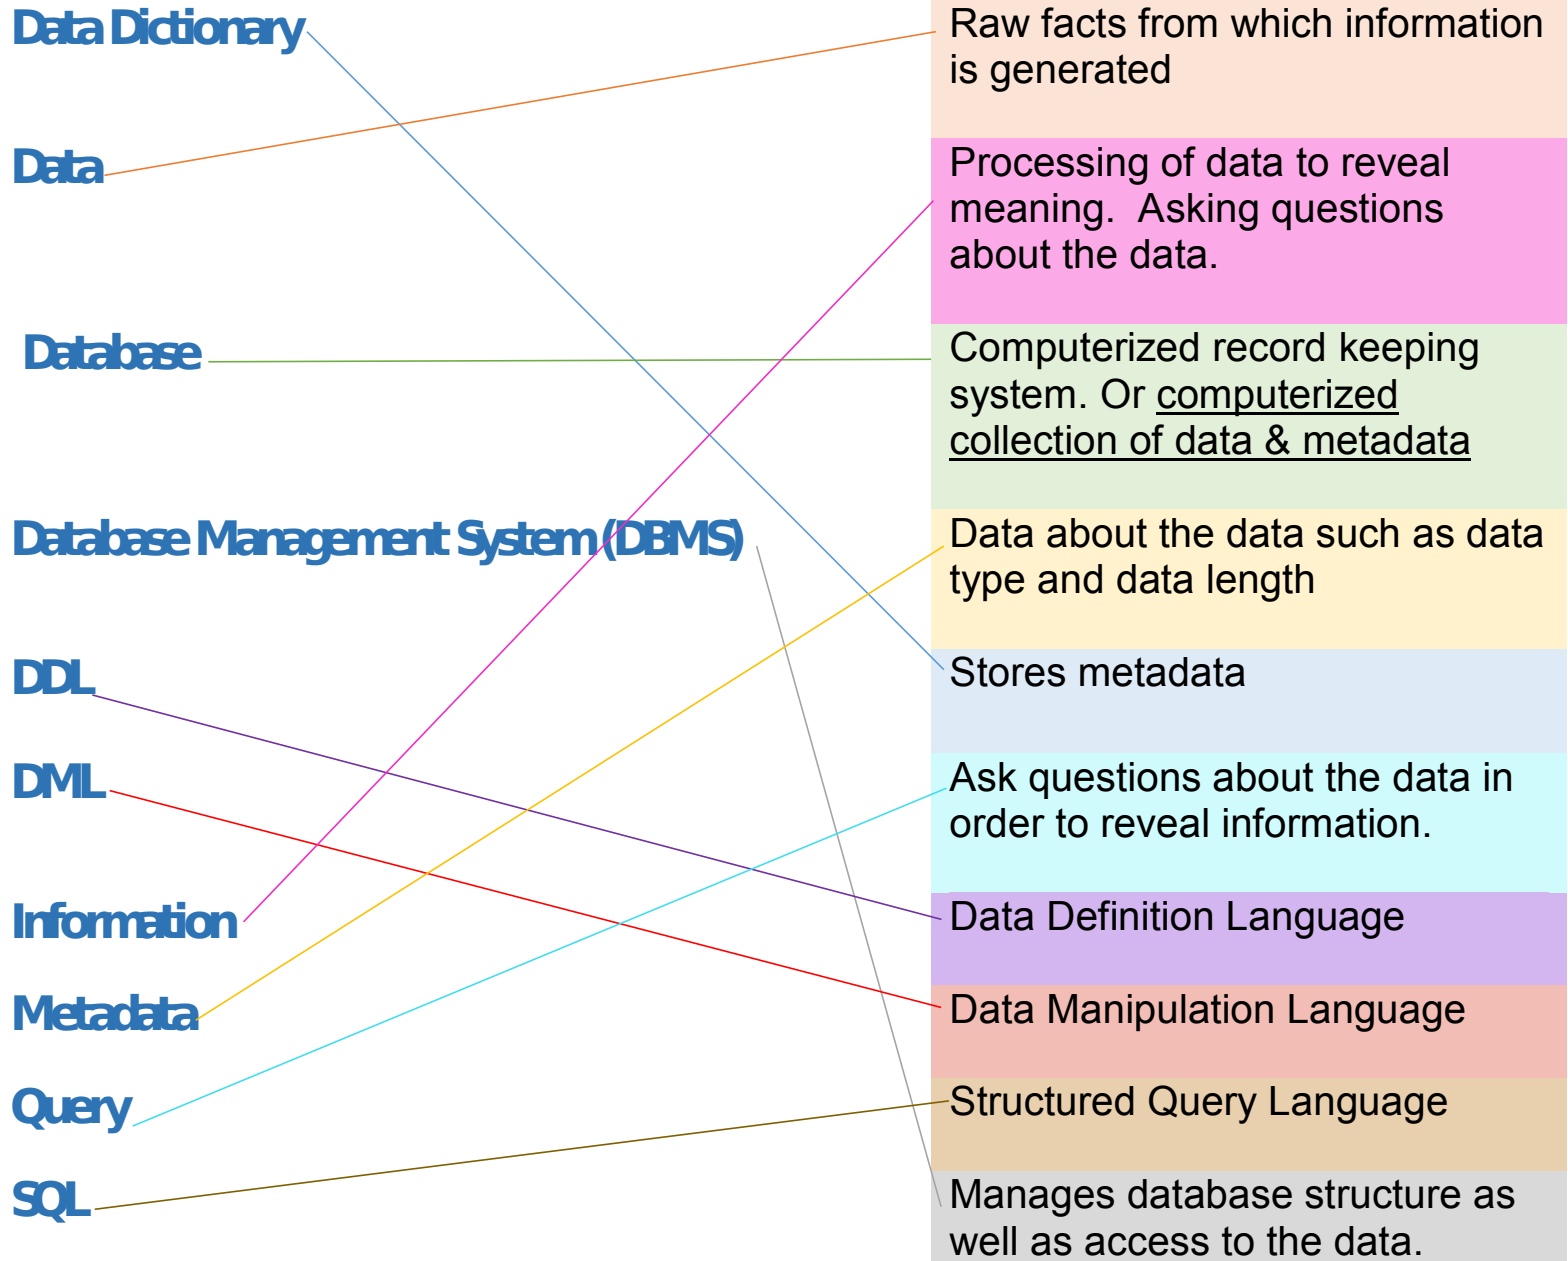 Data Dictionary
Data
Database
Database Management System (DBMS)
DDL
DML
Information
Metadata
Query
SQL
Raw facts from which information
is generated
Processing of data to reveal
meaning.  Asking questions
about the data.
Computerized record keeping
system. Or computerized
collection of data & metadata
Data about the data such as data
type and data length
Stores metadata
Ask questions about the data in
order to reveal information.
Data Definition Language
Data Manipulation Language
Structured Query Language
Manages database structure as
well as access to the data.